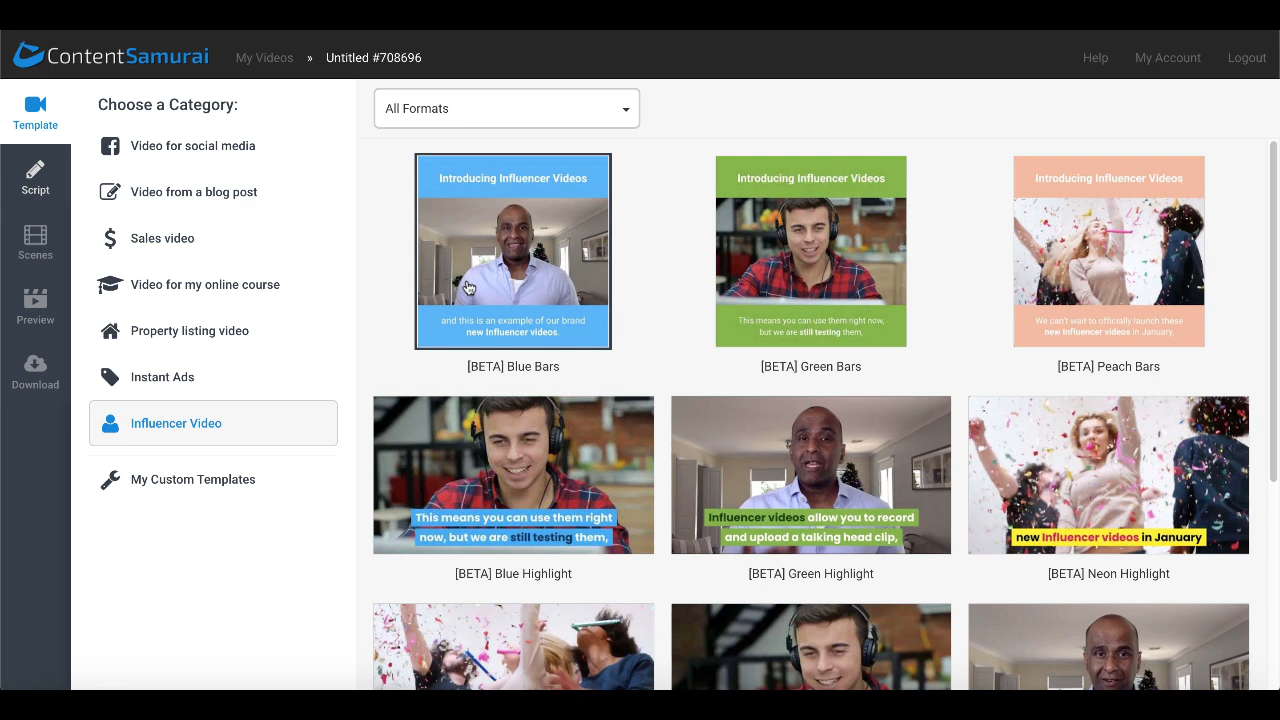 ContentSamurai
My Videos » Untitled #708696
Help My Account Logout
Template
Script
Scenes
Preview
Download
Choose a Category:
Video for social media
Video from a blog post
Sales video
Video for my online course
Property listing video
Instant Ads
Influencer Video
My Custom Templates
All Formats
Introducing Influencer Videos
and this is an example of our brand
new Influencer videos.
[BETA] Blue Bars
Introducing Influencer Videos
This means you can use them right now,
but we are still testing them,
[BETA] Green Bars
Introducing Influencer Videos
We can't wait to officially launch these
new Influencer videos in January.
[BETA] Peach Bars
This means you can use them right
now, but we are still testing them,
[BETA] Blue Highlight
Influencer videos allow you to record
and upload a talking head clip,
[BETA] Green Highlight
new Influencer videos in January
[BETA] Neon Highlight